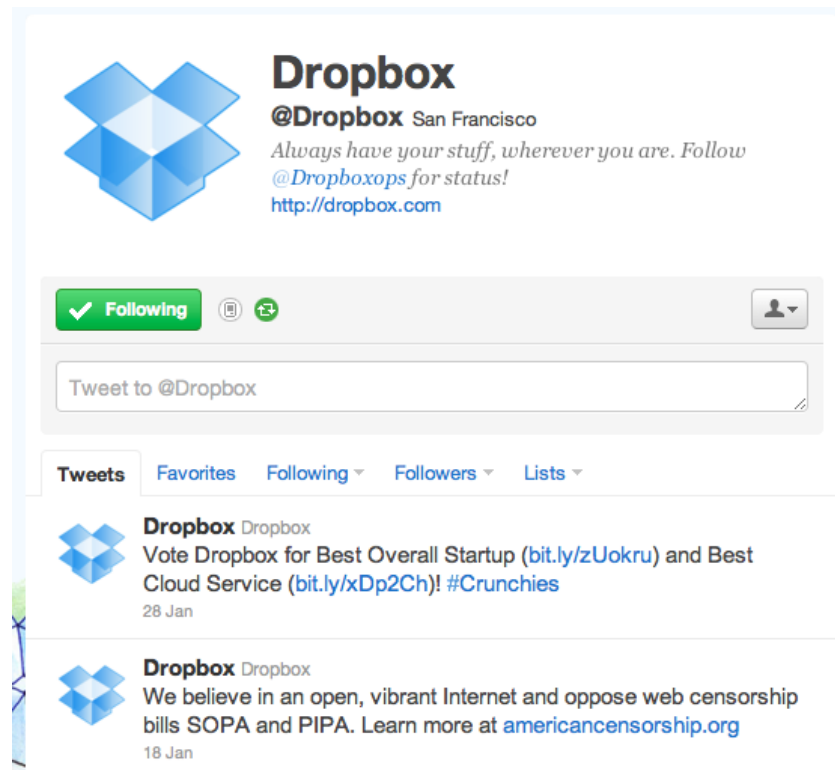 Dropbox
@Dropbox San Francisco
Always have your stuff, wherever you are. Follow
@Dropboxops for status!
http://dropbox.com
Following
Tweet to @Dropbox
Tweets Favorites Following Followers Lists
Dropbox Dropbox
Vote Dropbox for Best Overall Startup (bit.ly/zUokru) and Best
Cloud Service (bit.ly/xDp2Ch)! #Crunchies
28 Jan
Dropbox Dropbox
We believe in an open, vibrant Internet and oppose web censorship
bills SOPA and PIPA. Learn more at americancensorship.org
18 Jan